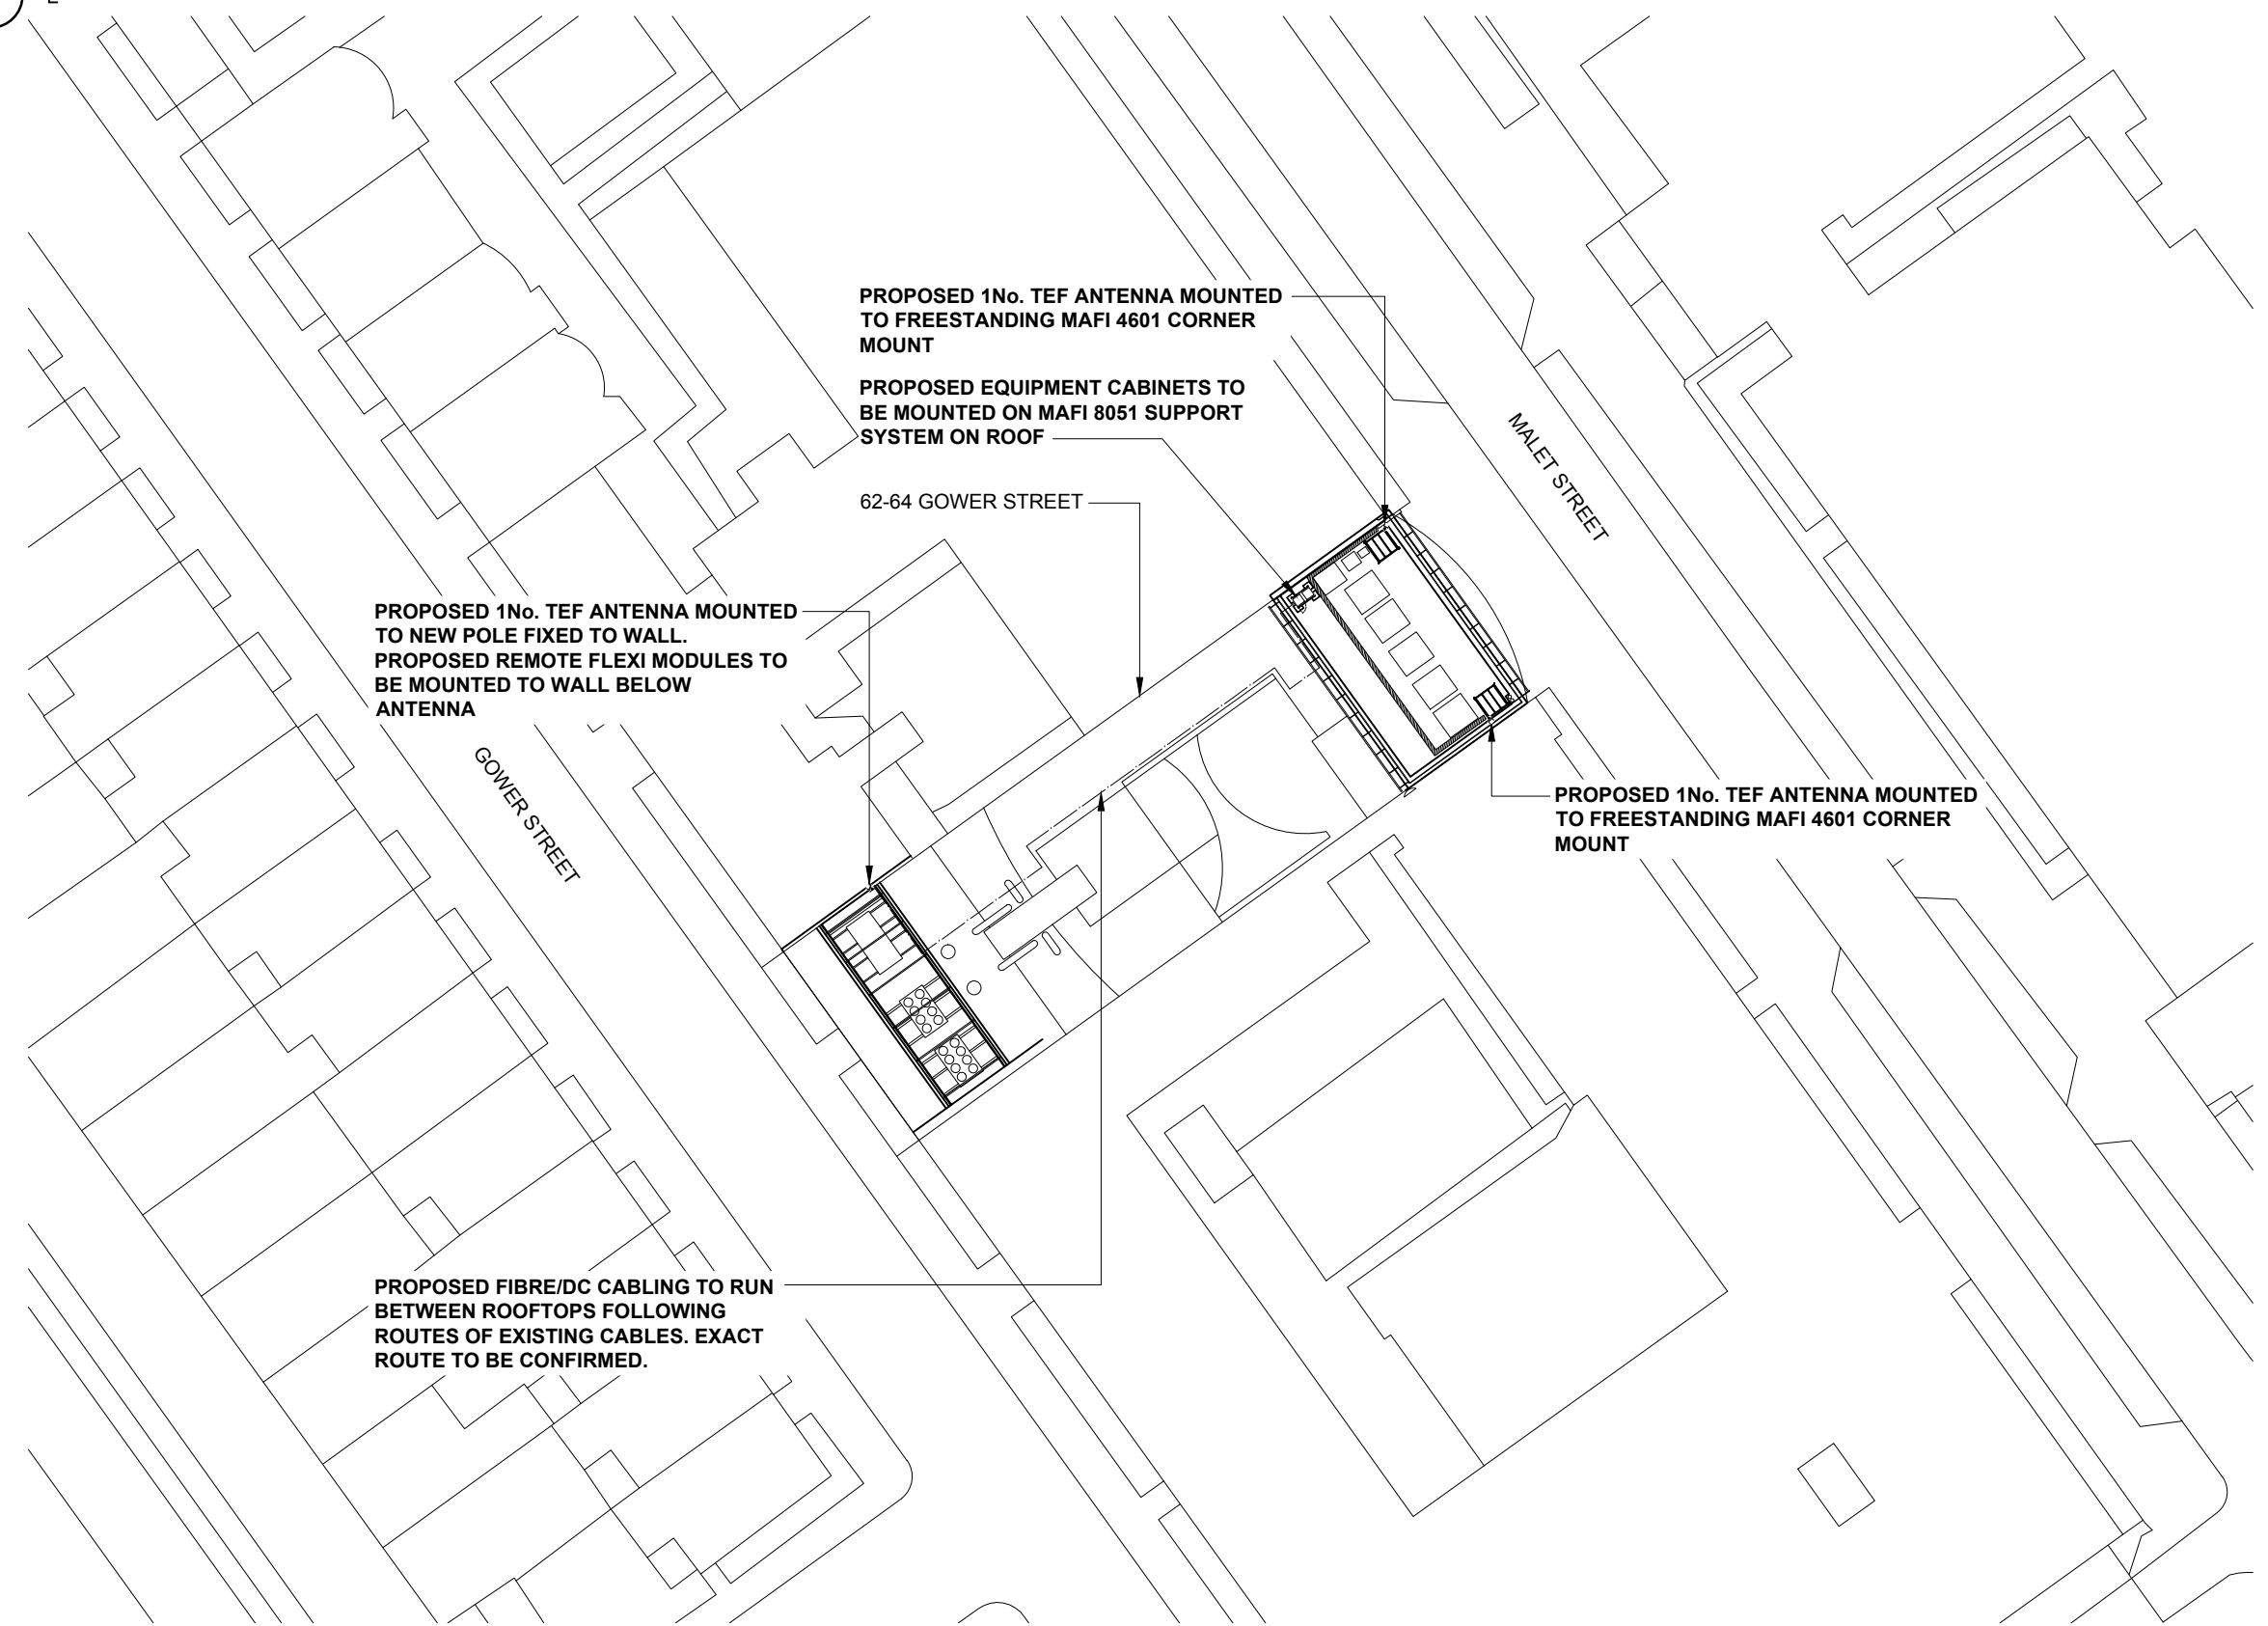 PROPOSED 1No. TEF ANTENNA MOUNTED
TO FREESTANDING MAFI 4601 CORNER
MOUNT
PROPOSED EQUIPMENT CABINETS TO
BE MOUNTED ON MAFI 8051 SUPPORT
SYSTEM ON ROOF
62-64 GOWER STREET
MALET STREET
PROPOSED 1No. TEF ANTENNA MOUNTED
TO NEW POLE FIXED TO WALL.
PROPOSED REMOTE FLEXI MODULES TO
BE MOUNTED TO WALL BELOW
ANTENNA
GOWER STREET
PROPOSED 1No. TEF ANTENNA MOUNTED
TO FREESTANDING MAFI 4601 CORNER
MOUNT
PROPOSED FIBRE/DC CABLING TO RUN
BETWEEN ROOFTOPS FOLLOWING
ROUTES OF EXISTING CABLES. EXACT
ROUTE TO BE CONFIRMED.